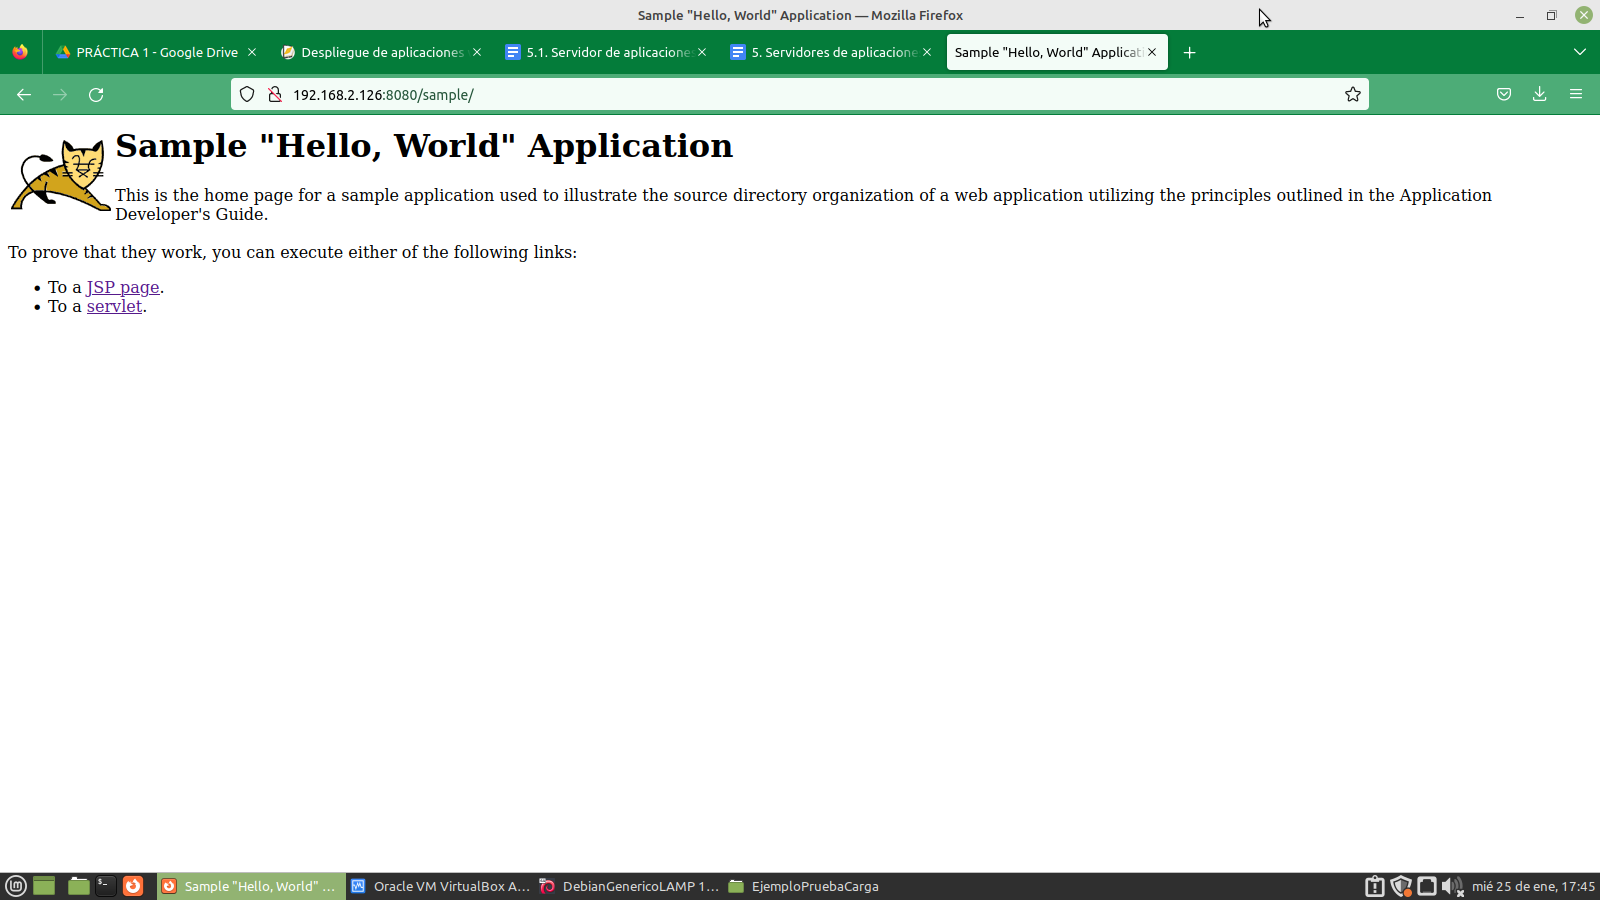 Sample "Hello, World" Application — Mozilla Firefox
PRÁCTICA 1 - Google Drive
Despliegue de aplicaciones
5.1. Servidor de aplicaciones
5. Servidores de aplicacione
Sample "Hello, World" Applicati
192.168.2.126:8080/sample/
Sample "Hello, World" Application
This is the home page for a sample application used to illustrate the source directory organization of a web application utilizing the principles outlined in the Application
Developer's Guide.
To prove that they work, you can execute either of the following links:
• To a JSP page.
• To a servlet.
Sample "Hello, World" ...
Oracle VM VirtualBox A...
DebianGenericoLAMP 1...
EjemploPruebaCarga
mié 25 de ene, 17:45